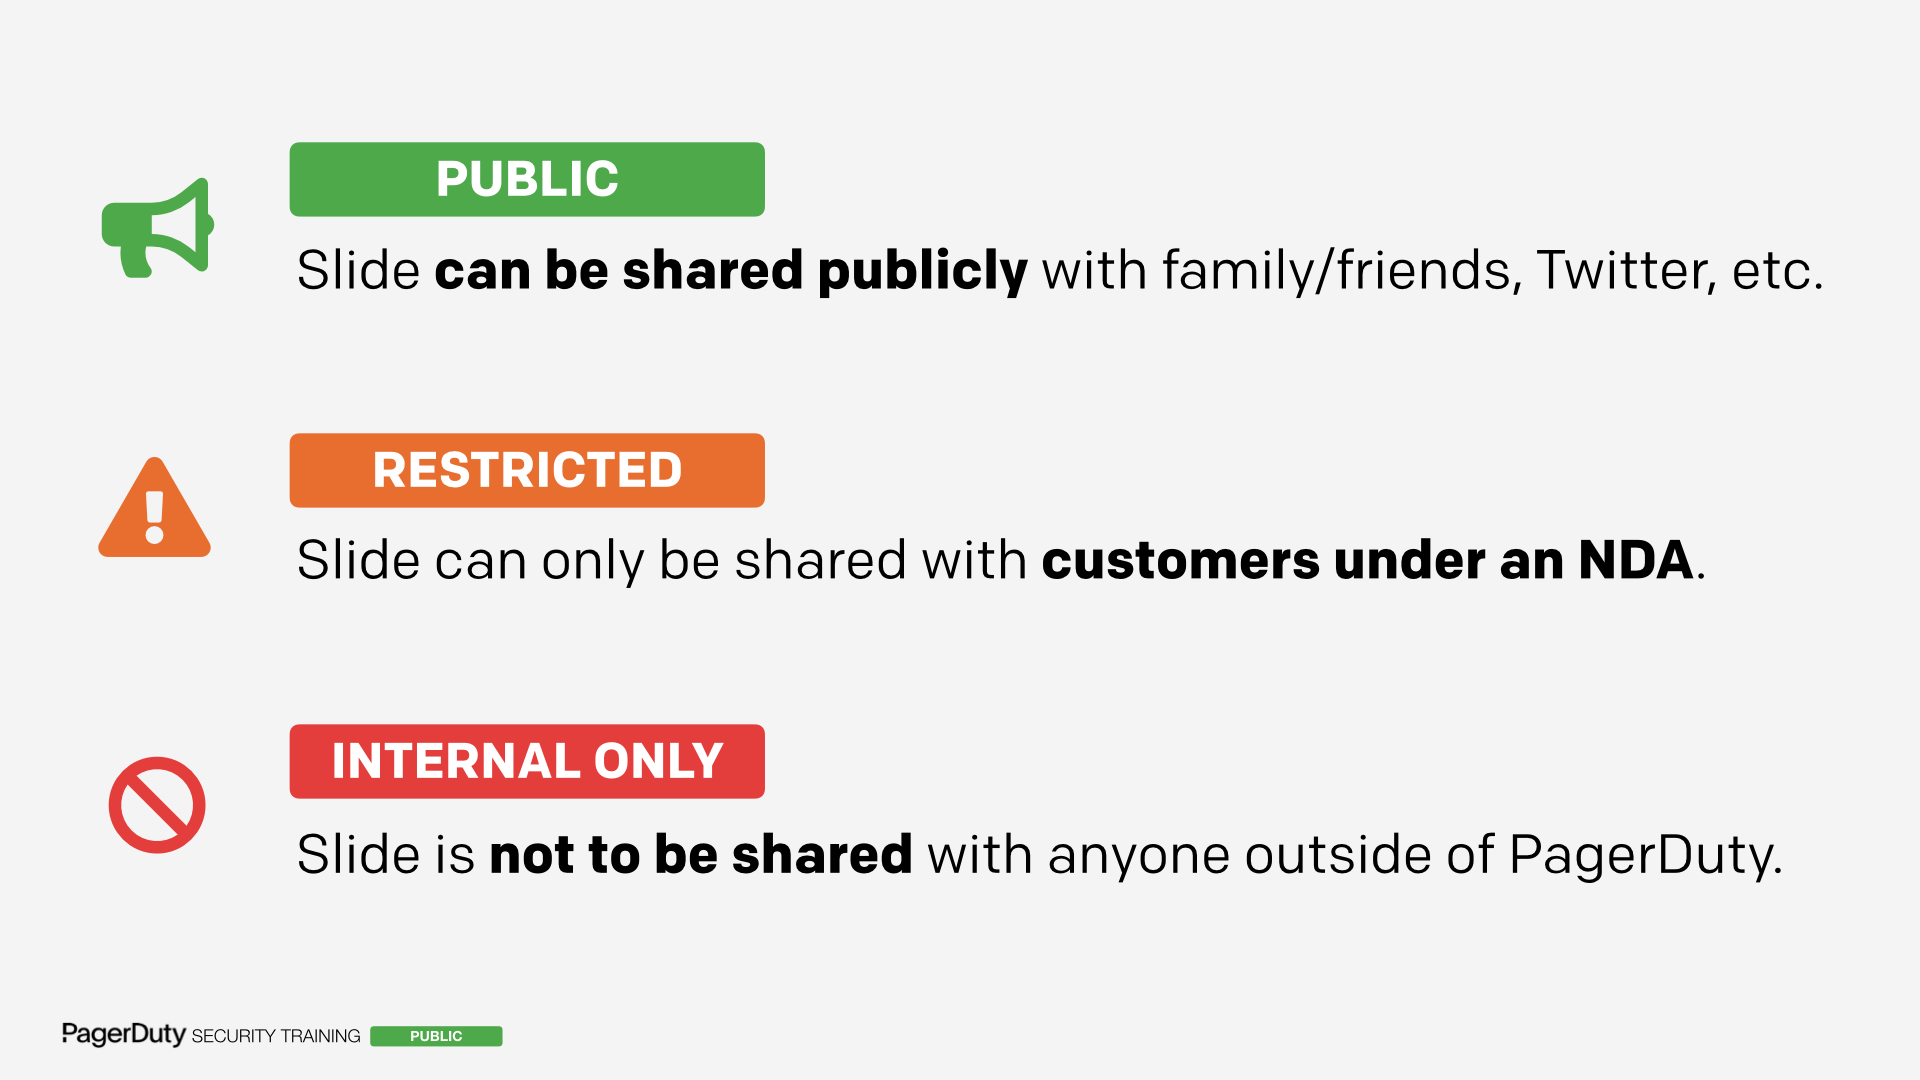 PUBLIC
Slide can be shared publicly with family/friends, Twitter, etc.
RESTRICTED
Slide can only be shared with customers under an NDA.
INTERNAL ONLY
Slide is not to be shared with anyone outside of PagerDuty.
PagerDuty SECURITY TRAINING PUBLIC